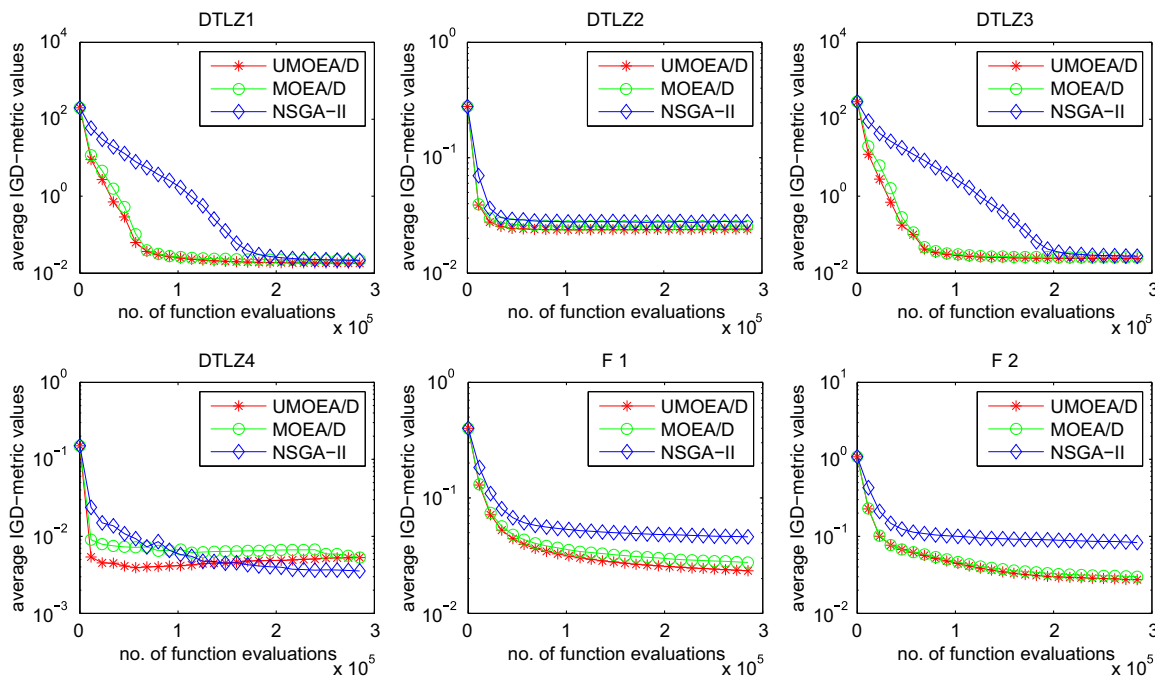 DTLZ1
average IGD−metric values
10^4
10^2
10^0
10^−2
0 1 2 3
no. of function evaluations
x 10^5
UMOEA/D
MOEA/D
NSGA−II
DTLZ2
average IGD−metric values
10^0
10^−1
10^−2
0 1 2 3
no. of function evaluations
x 10^5
UMOEA/D
MOEA/D
NSGA−II
DTLZ3
average IGD−metric values
10^4
10^2
10^0
10^−2
0 1 2 3
no. of function evaluations
x 10^5
UMOEA/D
MOEA/D
NSGA−II
DTLZ4
average IGD−metric values
10^0
10^−1
10^−2
10^−3
0 1 2 3
no. of function evaluations
x 10^5
UMOEA/D
MOEA/D
NSGA−II
F 1
average IGD−metric values
10^0
10^−1
10^−2
0 1 2 3
no. of function evaluations
x 10^5
UMOEA/D
MOEA/D
NSGA−II
F 2
average IGD−metric values
10^1
10^0
10^−1
10^−2
0 1 2 3
no. of function evaluations
x 10^5
UMOEA/D
MOEA/D
NSGA−II